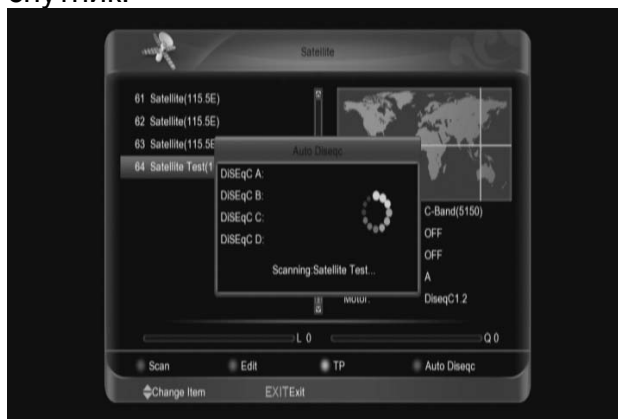 спутник.
Satellite
61 Satellite(115.5E)
62 Satellite(115.5E)
63 Satellite(115.5E
64 Satellite Test(1
Auto Diseqc
DiSEqC A:
DiSEqC B:
DiSEqC C:
DiSEqC D:
Scanning:Satellite Test...
C-Band(5150)
OFF
OFF
A
Motor: DiseqC1.2
L 0 Q 0
Scan Edit TP Auto Diseqc
Change Item EXITExit